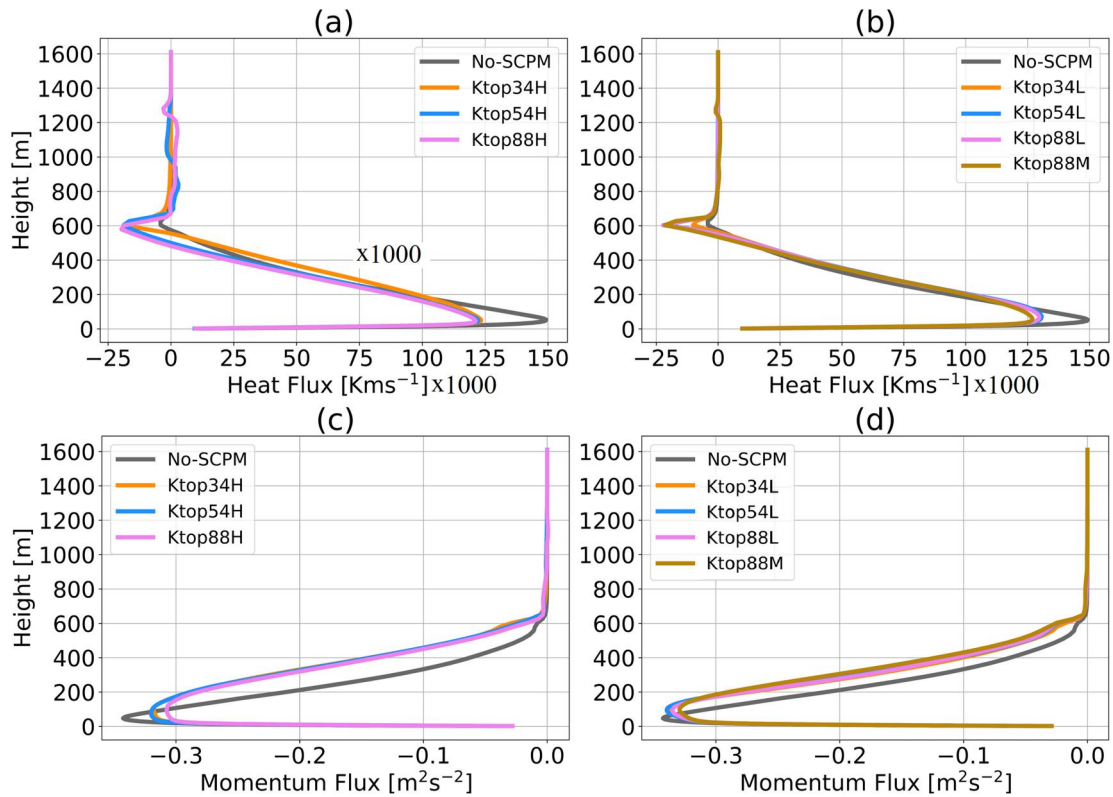 (a)
Height [m]
1600
1400
1200
1000
800
600
400
200
0
No-SCPM
Ktop34H
Ktop54H
Ktop88H
x1000
−25 0 25 50 75 100 125 150
Heat Flux [Kms⁻¹]x1000
(b)
1600
1400
1200
1000
800
600
400
200
0
No-SCPM
Ktop34L
Ktop54L
Ktop88L
Ktop88M
−25 0 25 50 75 100 125 150
Heat Flux [Kms⁻¹]x1000
(c)
Height [m]
1600
1400
1200
1000
800
600
400
200
0
No-SCPM
Ktop34H
Ktop54H
Ktop88H
−0.3 −0.2 −0.1 0.0
Momentum Flux [m²s⁻²]
(d)
1600
1400
1200
1000
800
600
400
200
0
No-SCPM
Ktop34L
Ktop54L
Ktop88L
Ktop88M
−0.3 −0.2 −0.1 0.0
Momentum Flux [m²s⁻²]